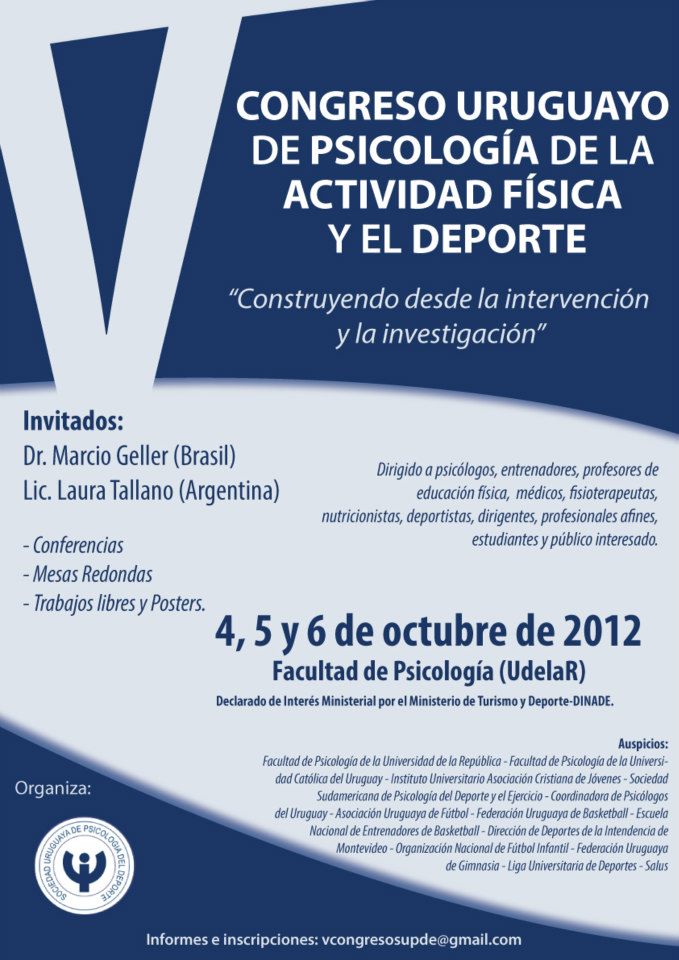 V
CONGRESO URUGUAYO
DE PSICOLOGÍA DE LA
ACTIVIDAD FÍSICA
Y EL DEPORTE
“Construyendo desde la intervención
y la investigación”
Invitados:
Dr. Marcio Geller (Brasil)
Lic. Laura Tallano (Argentina)
- Conferencias
- Mesas Redondas
- Trabajos libres y Posters.
Dirigido a psicólogos, entrenadores, profesores de
educación física, médicos, fisioterapeutas,
nutricionistas, deportistas, dirigentes, profesionales afines,
estudiantes y público interesado.
4, 5 y 6 de octubre de 2012
Facultad de Psicología (UdelaR)
Declarado de Interés Ministerial por el Ministerio de Turismo y Deporte-DINADE.
Auspicios:
Facultad de Psicología de la Universidad de la República - Facultad de Psicología de la Universi-
dad Católica del Uruguay - Instituto Universitario Asociación Cristiana de Jóvenes - Sociedad
Sudamericana de Psicología del Deporte y el Ejercicio - Coordinadora de Psicólogos
del Uruguay - Asociación Uruguaya de Fútbol - Federación Uruguaya de Basketball - Escuela
Nacional de Entrenadores de Basketball - Dirección de Deportes de la Intendencia de
Montevideo - Organización Nacional de Fútbol Infantil - Federación Uruguaya
de Gimnasia - Liga Universitaria de Deportes - Salus
Organiza:
SOCIEDAD URUGUAYA DE PSICOLOGIA DEL DEPORTE
Informes e inscripciones: vcongresosupde@gmail.com